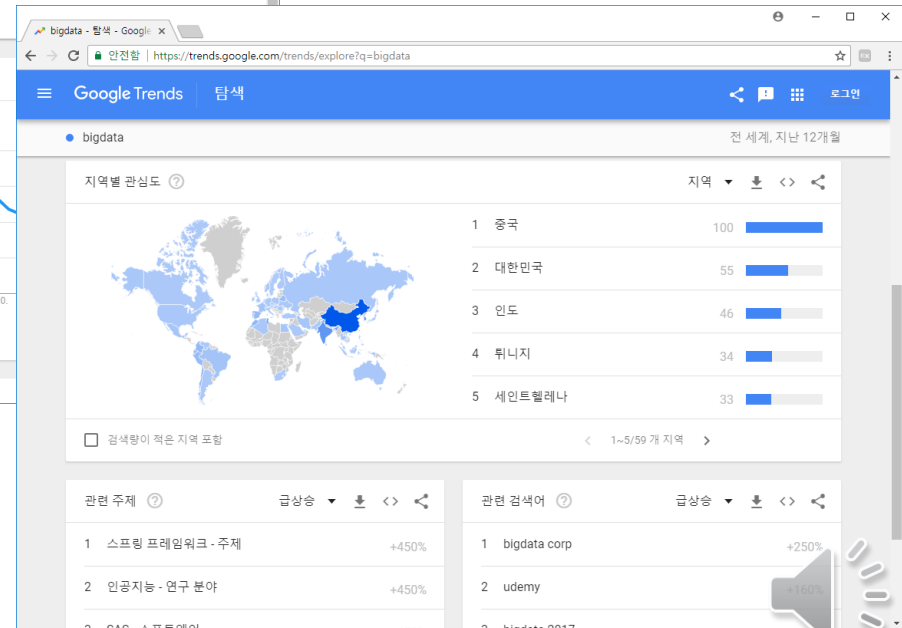 bigdata - 탐색 - Google
안전함 | https://trends.google.com/trends/explore?q=bigdata
Google Trends 탐색 로그인
bigdata 전 세계, 지난 12개월
지역별 관심도 지역
1 중국 100
2 대한민국 55
3 인도 46
4 튀니지 34
5 세인트헬레나 33
검색량이 적은 지역 포함 1~5/59 개 지역
관련 주제 급상승
1 스프링 프레임워크 - 주제 +450%
2 인공지능 - 연구 분야 +450%
관련 검색어 급상승
1 bigdata corp +250%
2 udemy +160%
3 bigdata 2017